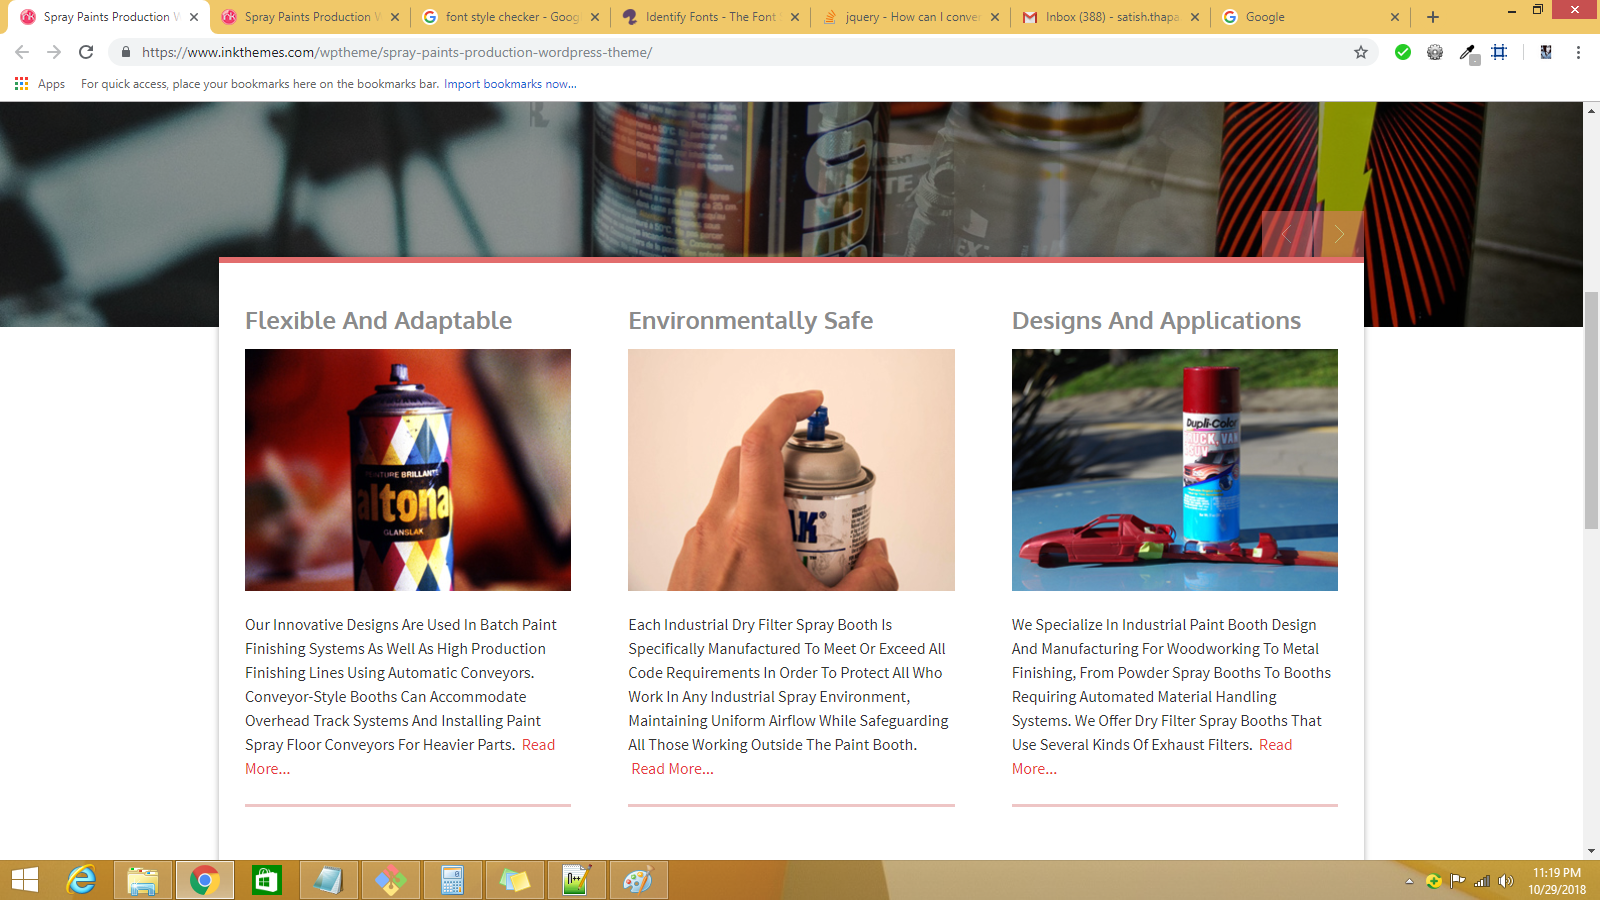 Spray Paints Production W
Spray Paints Production W
font style checker - Goog
Identify Fonts - The Font
jquery - How can I conve
Inbox (388) - satish.thapa
Google
https://www.inkthemes.com/wptheme/spray-paints-production-wordpress-theme/
Apps
For quick access, place your bookmarks here on the bookmarks bar. Import bookmarks now...
Flexible And Adaptable
Environmentally Safe
Designs And Applications
PEINTURE BRILLANTE
altona
GLANSLAK
Dupli-Color
Our Innovative Designs Are Used In Batch Paint
Finishing Systems As Well As High Production
Finishing Lines Using Automatic Conveyors.
Conveyor-Style Booths Can Accommodate
Overhead Track Systems And Installing Paint
Spray Floor Conveyors For Heavier Parts. Read
More...
Each Industrial Dry Filter Spray Booth Is
Specifically Manufactured To Meet Or Exceed All
Code Requirements In Order To Protect All Who
Work In Any Industrial Spray Environment,
Maintaining Uniform Airflow While Safeguarding
All Those Working Outside The Paint Booth.
Read More...
We Specialize In Industrial Paint Booth Design
And Manufacturing For Woodworking To Metal
Finishing, From Powder Spray Booths To Booths
Requiring Automated Material Handling
Systems. We Offer Dry Filter Spray Booths That
Use Several Kinds Of Exhaust Filters. Read
More...
11:19 PM
10/29/2018